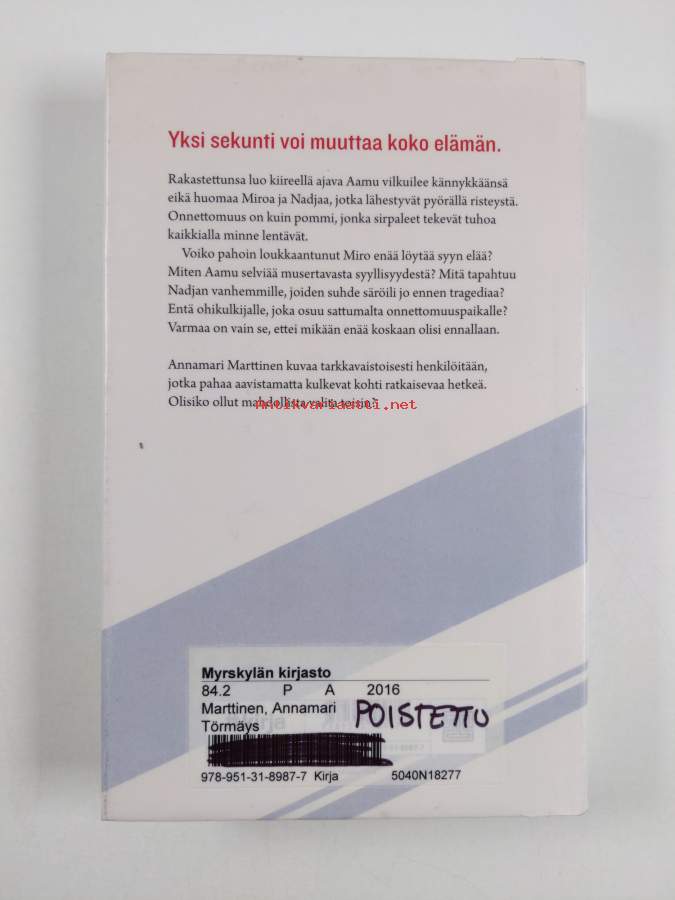 Yksi sekunti voi muuttaa koko elämän.
Rakastettunsa luo kiireellä ajava Aamu vilkuilee kännykkäänsä
eikä huomaa Miroa ja Nadjaa, jotka lähestyvät pyörällä risteystä.
Onnettomuus on kuin pommi, jonka sirpaleet tekevät tuhoa
kaikkialla minne lentävät.
Voiko pahoin loukkaantunut Miro enää löytää syyn elää?
Miten Aamu selviää musertavasta syyllisyydestä? Mitä tapahtuu
Nadjan vanhemmille, joiden suhde säröili jo ennen tragediaa?
Entä ohikulkijalle, joka osuu sattumalta onnettomuuspaikalle?
Varmaa on vain se, ettei mikään enää koskaan olisi ennallaan.
Annamari Marttinen kuvaa tarkkavaistoisesti henkilöitään,
jotka pahaa aavistamatta kulkevat kohti ratkaisevaa hetkeä.
Olisiko ollut mahdollista valita toisin?
antikvariaatti.net
Myrskylän kirjasto
84.2 P A 2016
Marttinen, Annamari
POISTETTU
Törmäys
978-951-31-8987-7 Kirja 5040N18277